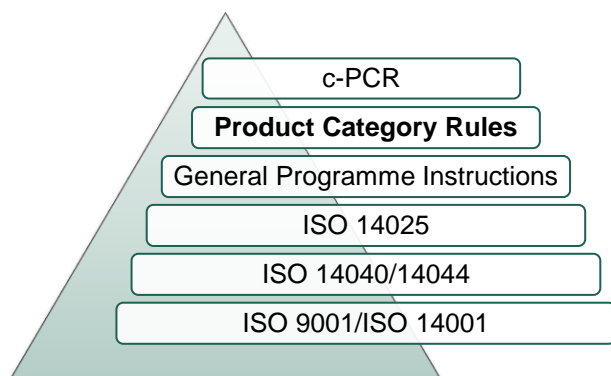 c-PCR
Product Category Rules
General Programme Instructions
ISO 14025
ISO 14040/14044
ISO 9001/ISO 14001